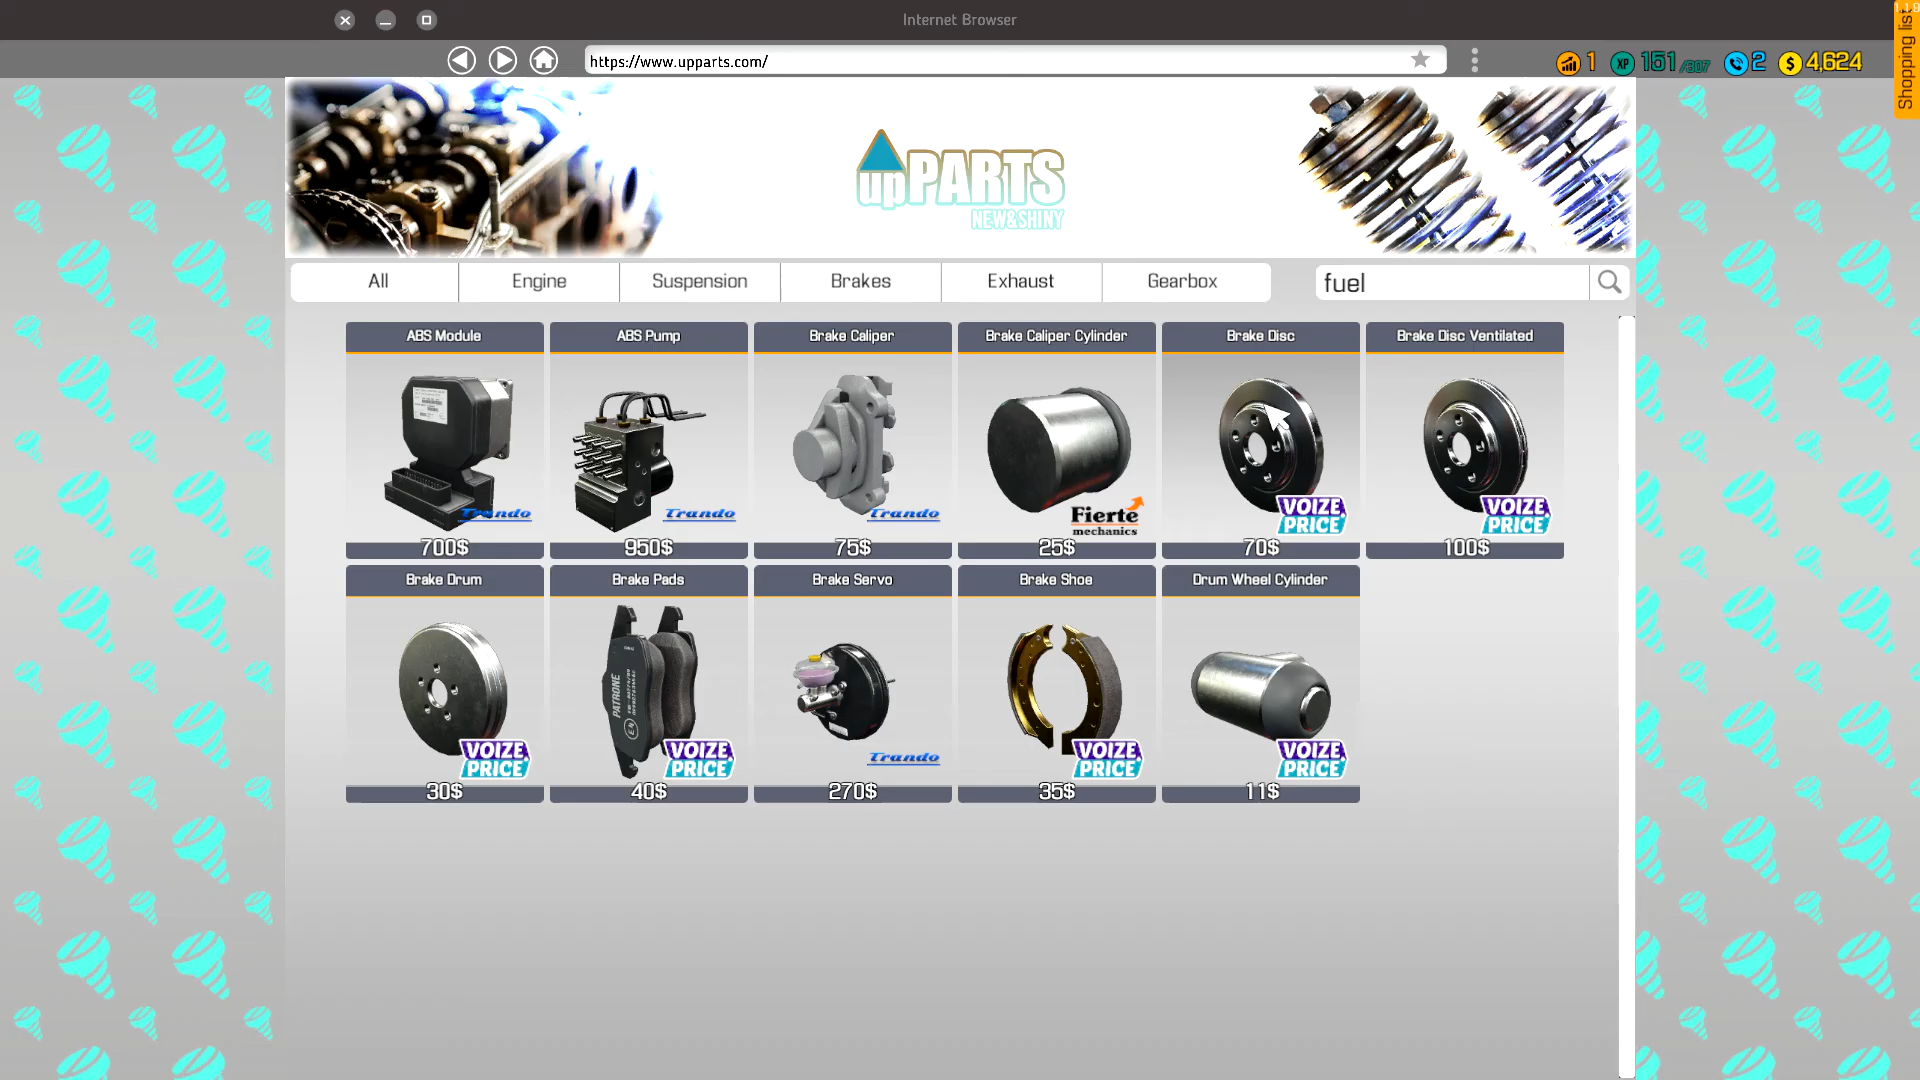 Internet Browser
1.1.8
https://www.upparts.com/
1
XP 151/307
2
$ 4,624
Shopping list
upPARTS
NEW&SHINY
All
Engine
Suspension
Brakes
Exhaust
Gearbox
fuel
ABS Module
ABS Pump
Brake Caliper
Brake Caliper Cylinder
Brake Disc
Brake Disc Ventilated
Trando
Trando
Trando
Fierte
mechanics
VOIZE
PRICE
VOIZE
PRICE
700$
950$
75$
25$
70$
100$
Brake Drum
Brake Pads
Brake Servo
Brake Shoe
Drum Wheel Cylinder
PATRONE
VOIZE
PRICE
VOIZE
PRICE
Trando
VOIZE
PRICE
VOIZE
PRICE
30$
40$
270$
35$
11$